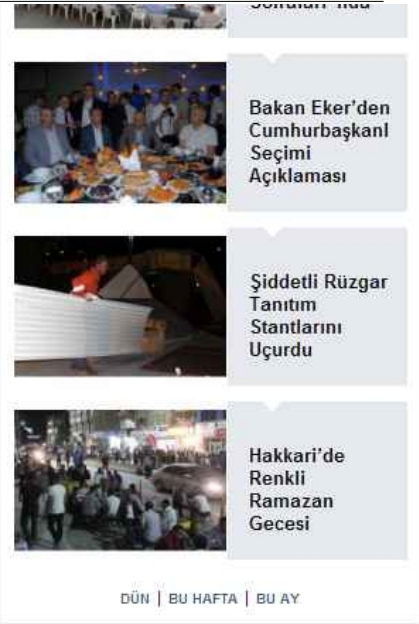 Bakan Eker'den
Cumhurbaşkanl
Seçimi
Açıklaması
Şiddetli Rüzgar
Tanıtım
Stantlarını
Uçurdu
Hakkari'de
Renkli
Ramazan
Gecesi
DÜN | BU HAFTA | BU AY